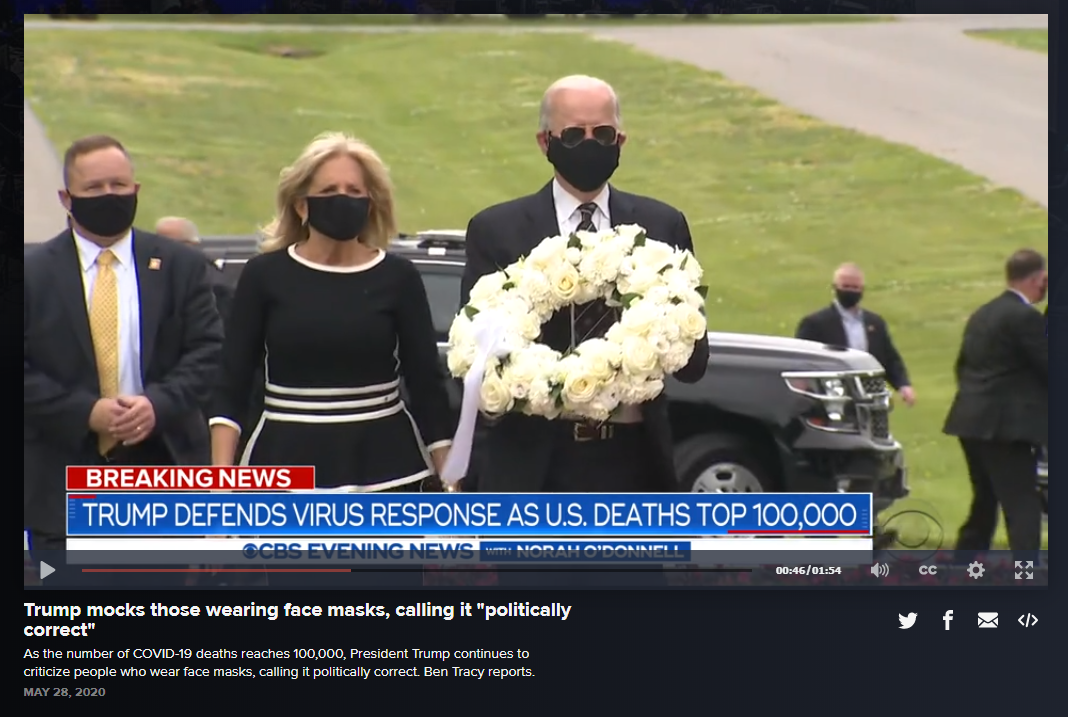 BREAKING NEWS
TRUMP DEFENDS VIRUS RESPONSE AS U.S. DEATHS TOP 100,000
CBS EVENING NEWS WITH NORAH O'DONNELL
00:46/01:54
CC
Trump mocks those wearing face masks, calling it "politically
correct"
As the number of COVID-19 deaths reaches 100,000, President Trump continues to
criticize people who wear face masks, calling it politically correct. Ben Tracy reports.
MAY 28, 2020